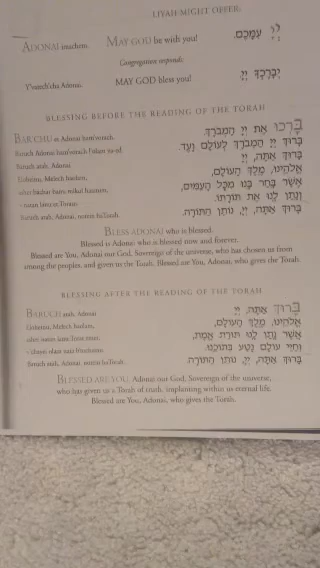 LIYAH MIGHT OFFER:
ADONAI imachem. MAY GOD be with you! יְיָ עִמָּכֶם.
Congregation responds:
Y'varech'cha Adonai. MAY GOD bless you! יְבָרֶכְךָ יְיָ.
BLESSING BEFORE THE READING OF THE TORAH
BAR'CHU et Adonai ham'vorach. בָּרְכוּ אֶת יְיָ הַמְבֹרָךְ.
Baruch Adonai ham'vorach l'olam va-ed. בָּרוּךְ יְיָ הַמְבֹרָךְ לְעוֹלָם וָעֶד.
Baruch atah, Adonai בָּרוּךְ אַתָּה, יְיָ
Eloheinu, Melech haolam, אֱלֹהֵינוּ, מֶלֶךְ הָעוֹלָם,
asher bachar banu mikol haamim, אֲשֶׁר בָּחַר בָּנוּ מִכָּל הָעַמִּים,
v'natan lanu et Torato. וְנָתַן לָנוּ אֶת תּוֹרָתוֹ.
Baruch atah, Adonai, notein haTorah. בָּרוּךְ אַתָּה, יְיָ, נוֹתֵן הַתּוֹרָה.
BLESS ADONAI who is blessed.
Blessed is Adonai who is blessed now and forever.
Blessed are You, Adonai our God, Sovereign of the universe, who has chosen us from
among the peoples, and given us the Torah. Blessed are You, Adonai, who gives the Torah.
BLESSING AFTER THE READING OF THE TORAH
BARUCH atah, Adonai בָּרוּךְ אַתָּה, יְיָ
Eloheinu, Melech haolam, אֱלֹהֵינוּ, מֶלֶךְ הָעוֹלָם,
asher natan lanu Torat emet, אֲשֶׁר נָתַן לָנוּ תּוֹרַת אֱמֶת,
v'chayei olam nata b'tocheinu. וְחַיֵּי עוֹלָם נָטַע בְּתוֹכֵנוּ.
Baruch atah, Adonai, notein haTorah. בָּרוּךְ אַתָּה, יְיָ, נוֹתֵן הַתּוֹרָה.
BLESSED ARE YOU, Adonai our God, Sovereign of the universe,
who has given us a Torah of truth, implanting within us eternal life.
Blessed are You, Adonai, who gives the Torah.